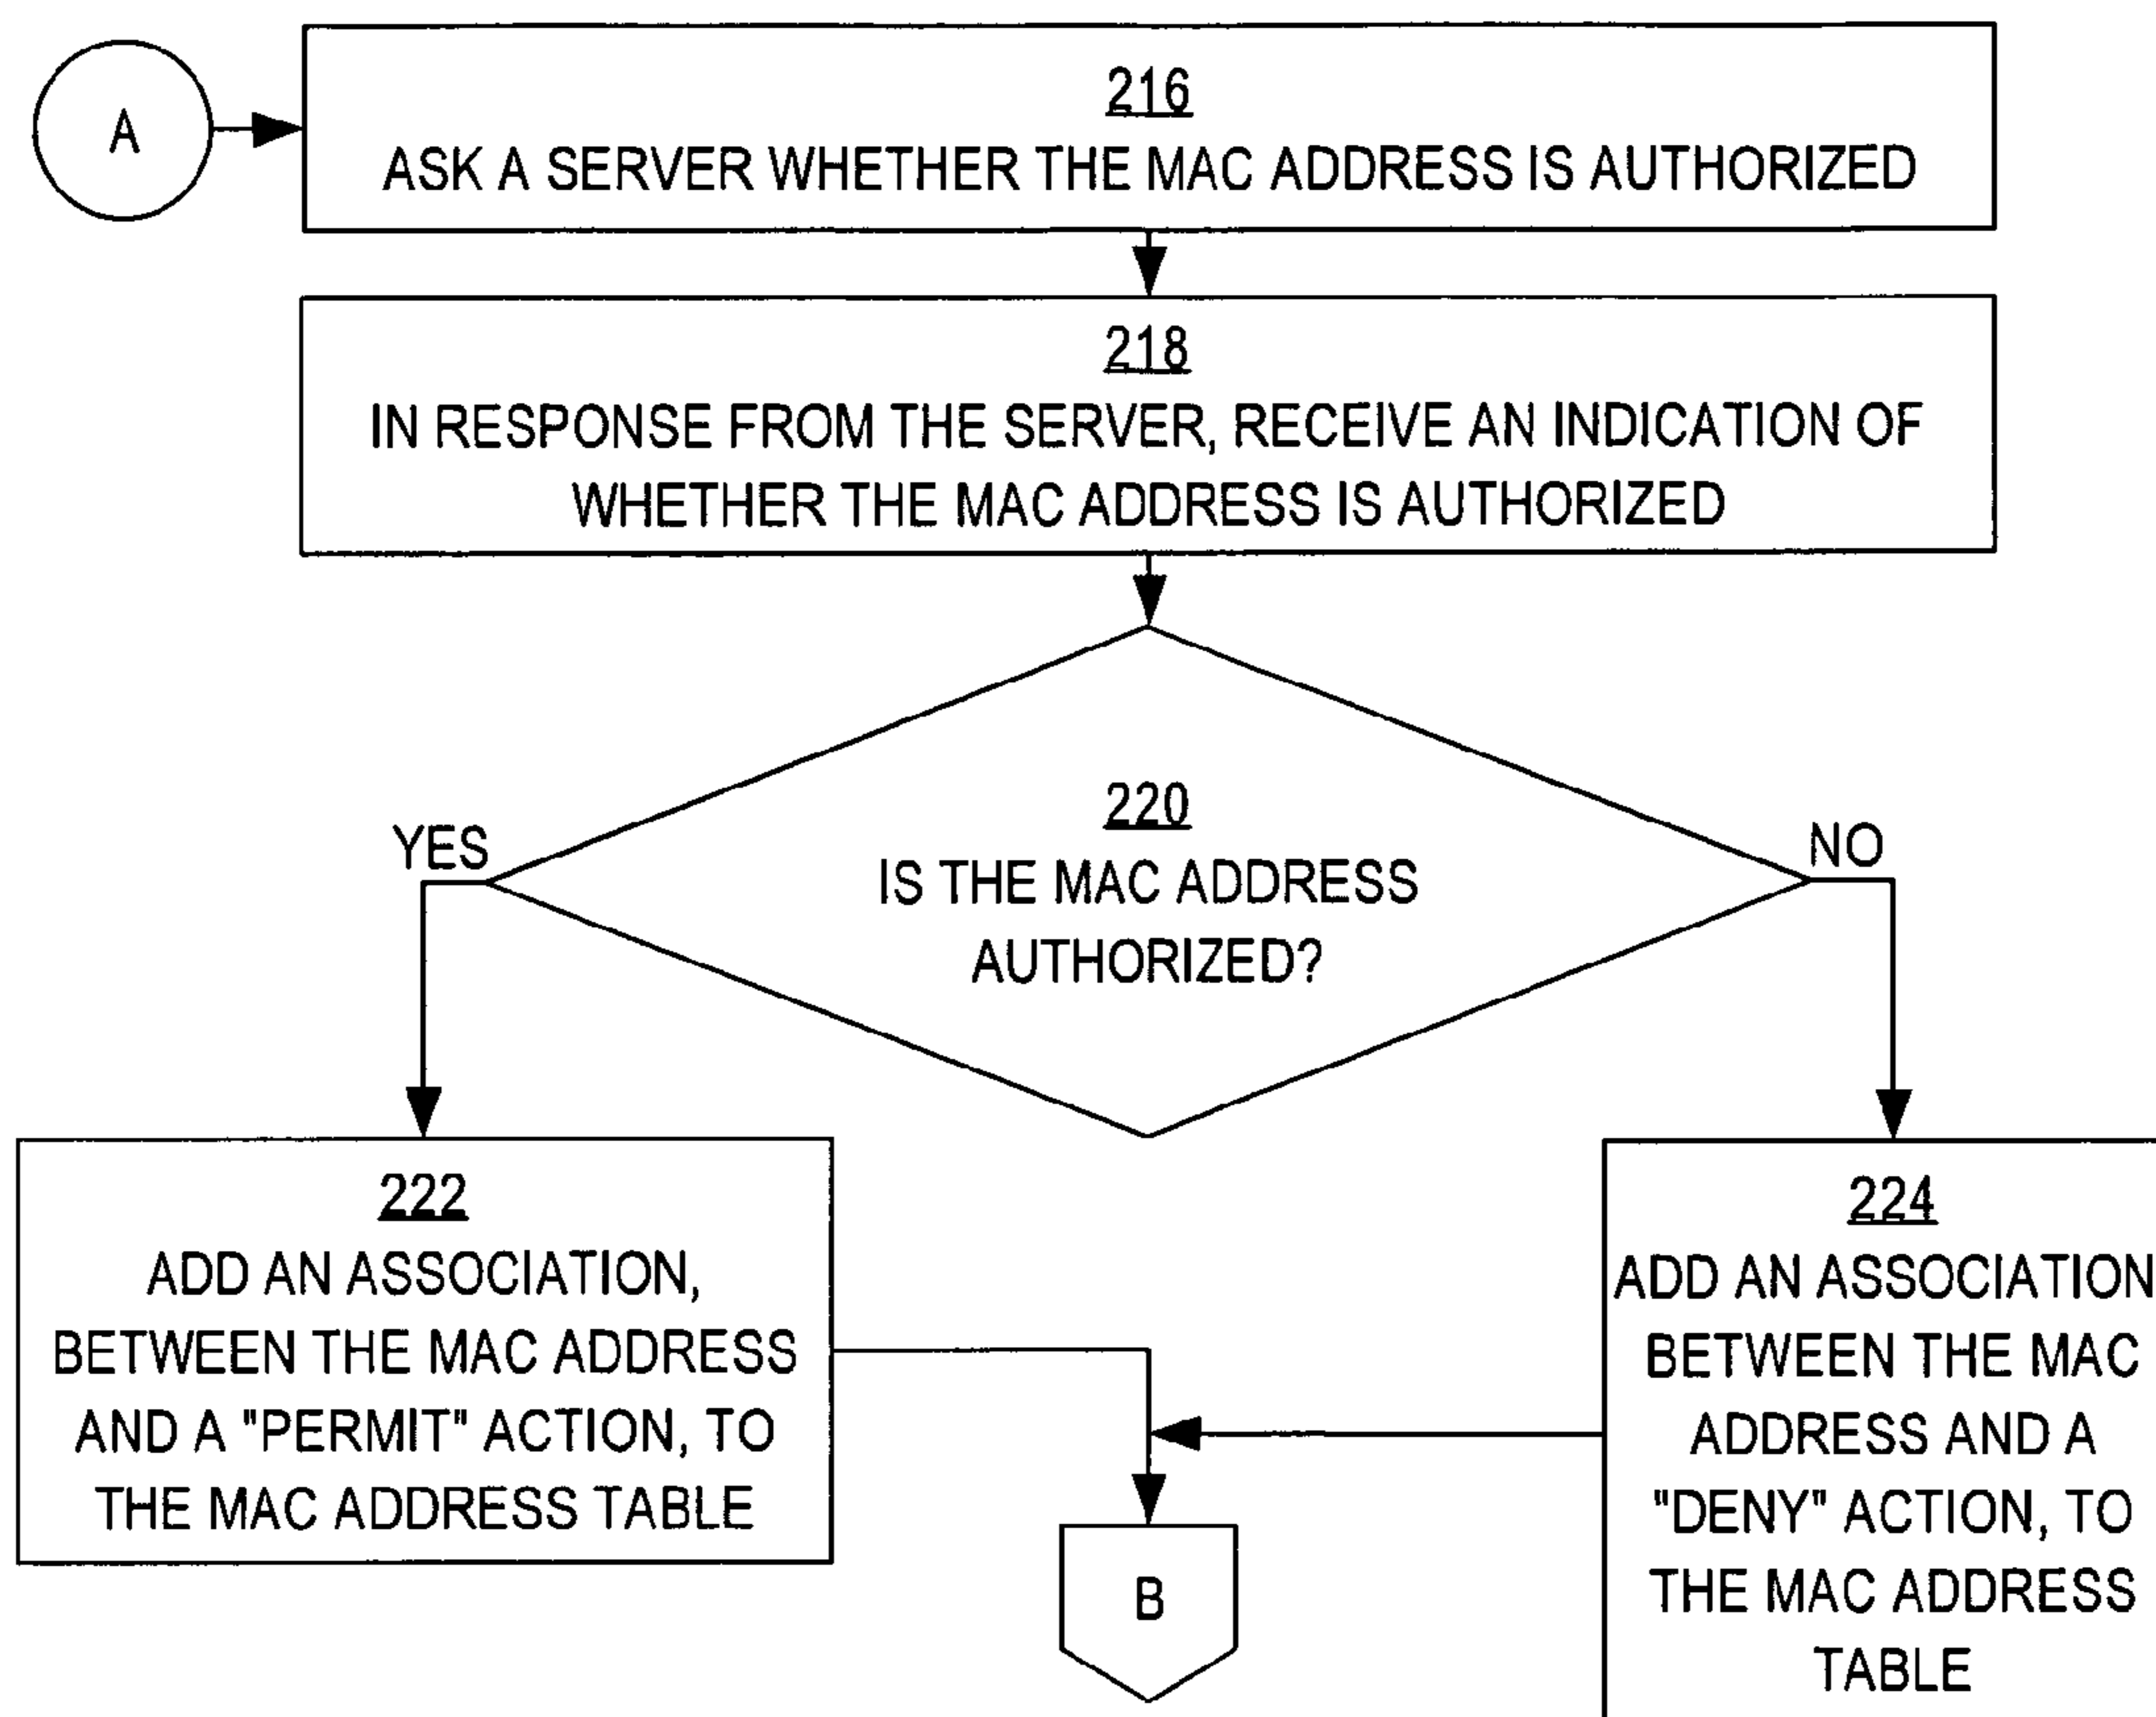 A
216
ASK A SERVER WHETHER THE MAC ADDRESS IS AUTHORIZED
218
IN RESPONSE FROM THE SERVER, RECEIVE AN INDICATION OF
WHETHER THE MAC ADDRESS IS AUTHORIZED
220
IS THE MAC ADDRESS
AUTHORIZED?
YES
NO
222
ADD AN ASSOCIATION,
BETWEEN THE MAC ADDRESS
AND A "PERMIT" ACTION, TO
THE MAC ADDRESS TABLE
224
ADD AN ASSOCIATION
BETWEEN THE MAC
ADDRESS AND A
"DENY" ACTION, TO
THE MAC ADDRESS
TABLE
B